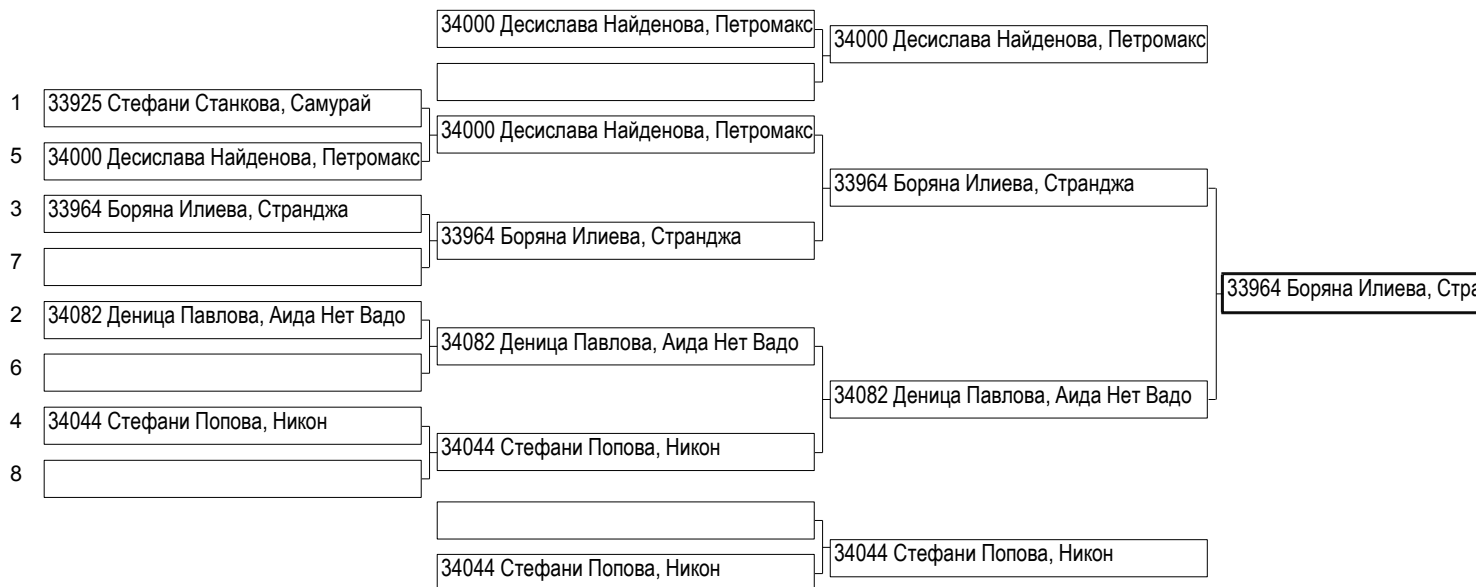 34000 Десислава Найденова, Петромакс
34000 Десислава Найденова, Петромакс
1 33925 Стефани Станкова, Самурай
34000 Десислава Найденова, Петромакс
5 34000 Десислава Найденова, Петромакс
33964 Боряна Илиева, Странджа
3 33964 Боряна Илиева, Странджа
33964 Боряна Илиева, Странджа
7
33964 Боряна Илиева, Стра
2 34082 Деница Павлова, Аида Нет Вадо
34082 Деница Павлова, Аида Нет Вадо
6
34082 Деница Павлова, Аида Нет Вадо
4 34044 Стефани Попова, Никон
34044 Стефани Попова, Никон
8
34044 Стефани Попова, Никон
34044 Стефани Попова, Никон